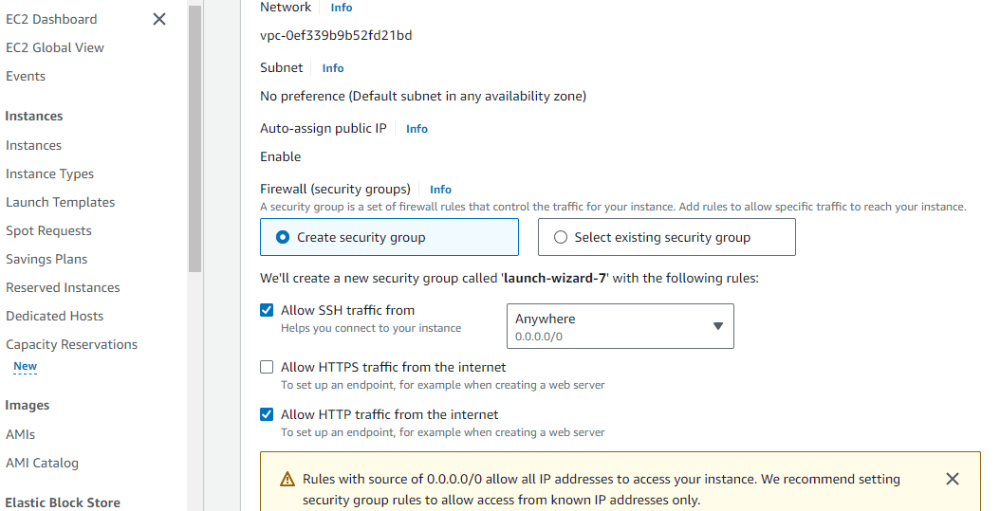 EC2 Dashboard
EC2 Global View
Events
Instances
Instances
Instance Types
Launch Templates
Spot Requests
Savings Plans
Reserved Instances
Dedicated Hosts
Capacity Reservations
New
Images
AMIs
AMI Catalog
Elastic Block Store
Network Info
vpc-0ef339b9b52fd21bd
Subnet Info
No preference (Default subnet in any availability zone)
Auto-assign public IP Info
Enable
Firewall (security groups) Info
A security group is a set of firewall rules that control the traffic for your instance. Add rules to allow specific traffic to reach your instance.
Create security group
Select existing security group
We'll create a new security group called 'launch-wizard-7' with the following rules:
Allow SSH traffic from
Helps you connect to your instance
Anywhere
0.0.0.0/0
Allow HTTPS traffic from the internet
To set up an endpoint, for example when creating a web server
Allow HTTP traffic from the internet
To set up an endpoint, for example when creating a web server
Rules with source of 0.0.0.0/0 allow all IP addresses to access your instance. We recommend setting
security group rules to allow access from known IP addresses only.